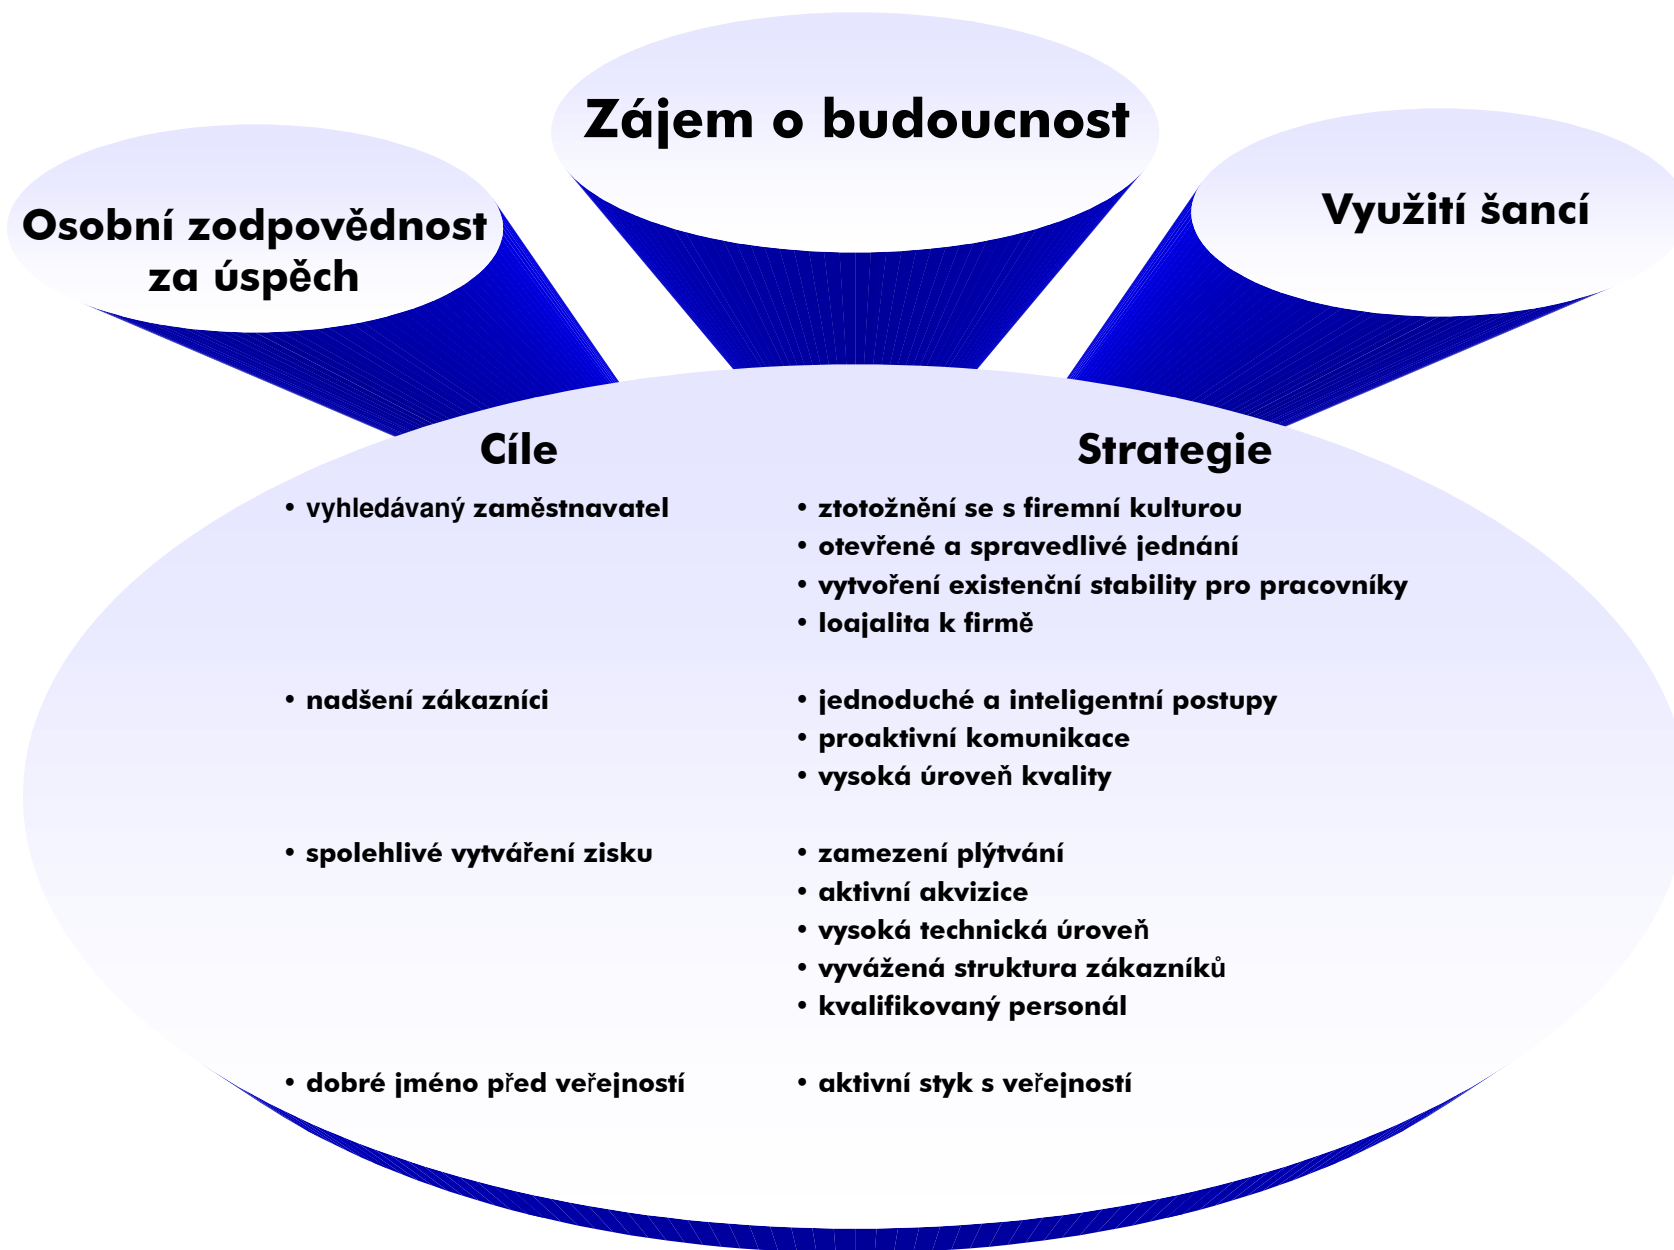 Zájem o budoucnost
Osobní zodpovědnost
za úspěch
Využití šancí
Cíle
Strategie
• vyhledávaný zaměstnavatel
• ztotožnění se s firemní kulturou
• otevřené a spravedlivé jednání
• vytvoření existenční stability pro pracovníky
• loajalita k firmě
• nadšení zákazníci
• jednoduché a inteligentní postupy
• proaktivní komunikace
• vysoká úroveň kvality
• spolehlivé vytváření zisku
• zamezení plýtvání
• aktivní akvizice
• vysoká technická úroveň
• vyvážená struktura zákazníků
• kvalifikovaný personál
• dobré jméno před veřejností
• aktivní styk s veřejností